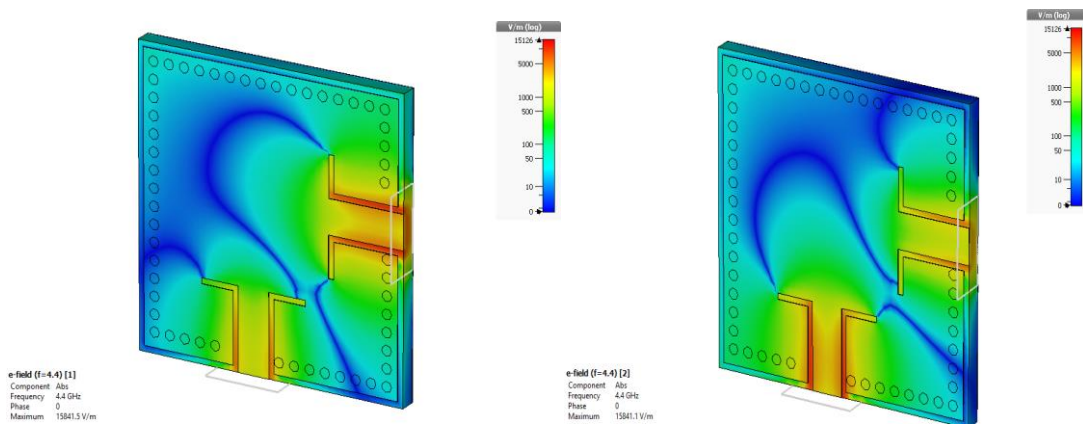 V/m (log)
15126
5000
1000
500
100
50
10
0
e-field (f=4.4) [1]
Component Abs
Frequency 4.4 GHz
Phase 0
Maximum 15841.5 V/m
V/m (log)
15126
5000
1000
500
100
50
10
0
e-field (f=4.4) [2]
Component Abs
Frequency 4.4 GHz
Phase 0
Maximum 15841.1 V/m